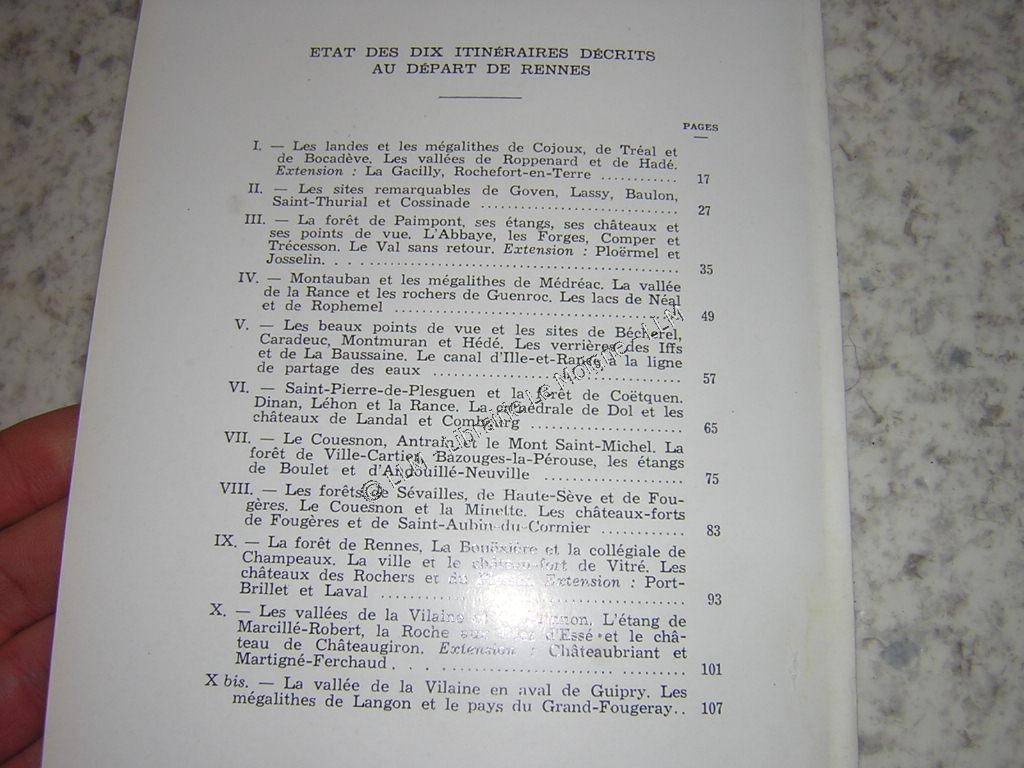 ETAT DES DIX ITINÉRAIRES DÉCRITS
AU DÉPART DE RENNES
PAGES
I. — Les landes et les mégalithes de Cojoux, de Tréal et
de Bocadève. Les vallées de Roppenard et de Hadé.
Extension : La Gacilly, Rochefort-en-Terre ............ 17
II. — Les sites remarquables de Goven, Lassy, Baulon,
Saint-Thurial et Cossinade .............................. 27
III. — La forêt de Paimpont, ses étangs, ses châteaux et
ses points de vue. L'Abbaye, les Forges, Comper et
Trécesson. Le Val sans retour. Extension : Ploërmel et
Josselin. ................................................ 35
IV. — Montauban et les mégalithes de Médréac. La vallée
de la Rance et les rochers de Guenroc. Les lacs de Néal
et de Rophemel .......................................... 49
V. — Les beaux points de vue et les sites de Bécherel,
Caradeuc, Montmuran et Hédé. Les verrières des Iffs
et de La Baussaine. Le canal d'Ille-et-Rance à la ligne
de partage des eaux .................................... 57
VI. — Saint-Pierre-de-Plesguen et la forêt de Coëtquen.
Dinan, Léhon et la Rance. La cathédrale de Dol et les
châteaux de Landal et Combourg ...................... 65
VII. — Le Couesnon, Antrain et le Mont Saint-Michel. La
forêt de Ville-Cartier, Bazouges-la-Pérouse, les étangs
de Boulet et d'Andouillé-Neuville .................... 75
VIII. — Les forêts de Sévailles, de Haute-Sève et de Fou-
gères. Le Couesnon et la Minette. Les châteaux-forts
de Fougères et de Saint-Aubin-du-Cormier ............ 83
IX. — La forêt de Rennes, La Bouëxière et la collégiale de
Champeaux. La ville et le château-fort de Vitré. Les
châteaux des Rochers et du Extension : Port-
Brillet et Laval ........................................ 93
X. — Les vallées de la Vilaine L'étang de
Marcillé-Robert, la Roche aux Fées d'Essé et le châ-
teau de Châteaugiron. Extension : Châteaubriant et
Martigné-Ferchaud ...................................... 101
X bis. — La vallée de la Vilaine en aval de Guipry. Les
mégalithes de Langon et le pays du Grand-Fougeray.. 107
© LLM - Librairie Le Moigne - LLM